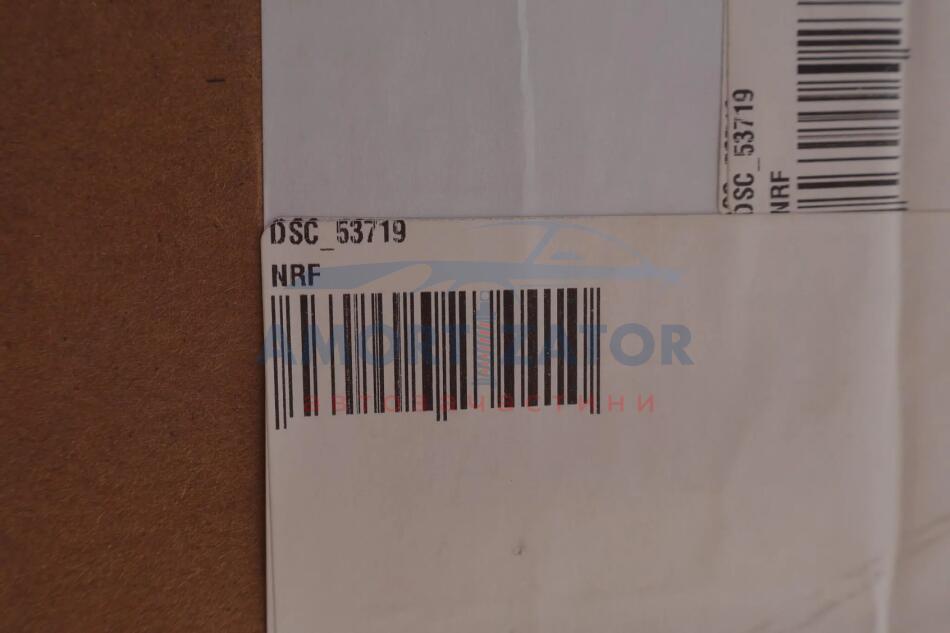 DSC_53719
NRF
DSC_53719
NRF
AMORTIZATOR
автозапчастини